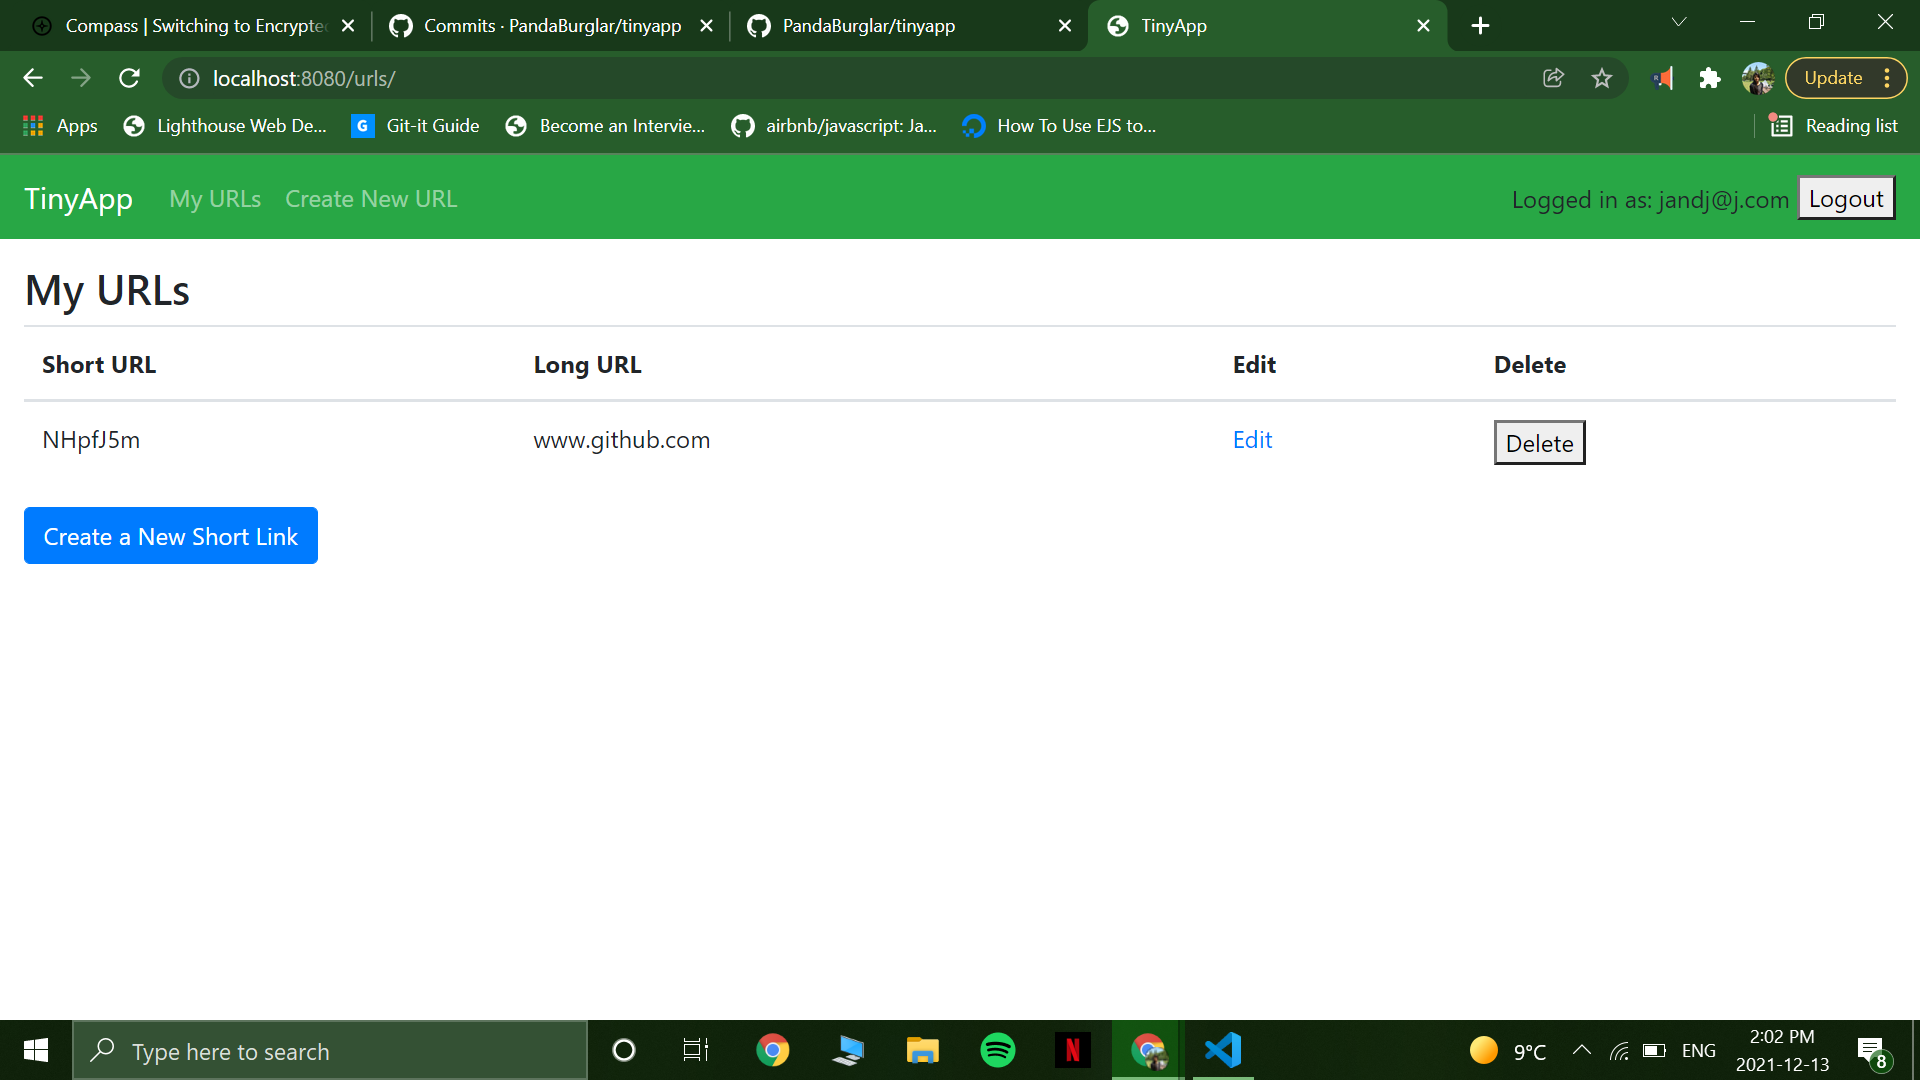 Compass | Switching to Encrypte
Commits · PandaBurglar/tinyapp
PandaBurglar/tinyapp
TinyApp
localhost:8080/urls/
Update
Apps
Lighthouse Web De...
Git-it Guide
Become an Intervie...
airbnb/javascript: Ja...
How To Use EJS to...
Reading list
TinyApp My URLs Create New URL
Logged in as: jandj@j.com Logout
My URLs
Short URL Long URL Edit Delete
NHpfJ5m www.github.com Edit Delete
Create a New Short Link
Type here to search
9°C
ENG
2:02 PM
2021-12-13
8